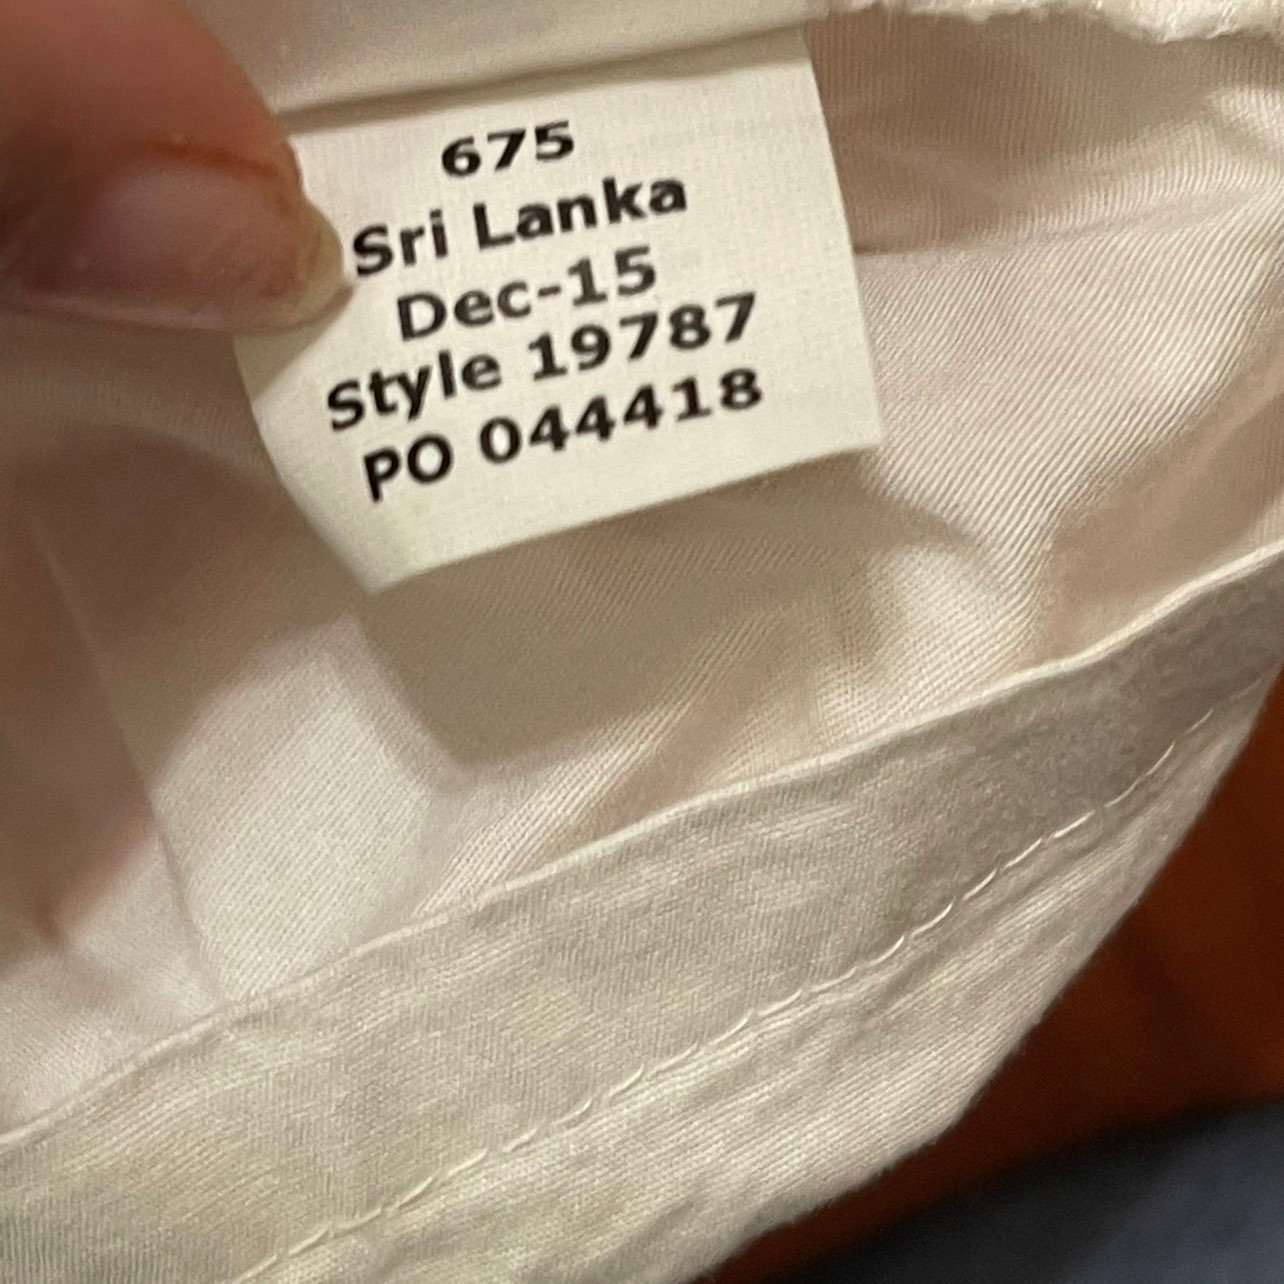 675
Sri Lanka
Dec-15
Style 19787
PO 044418